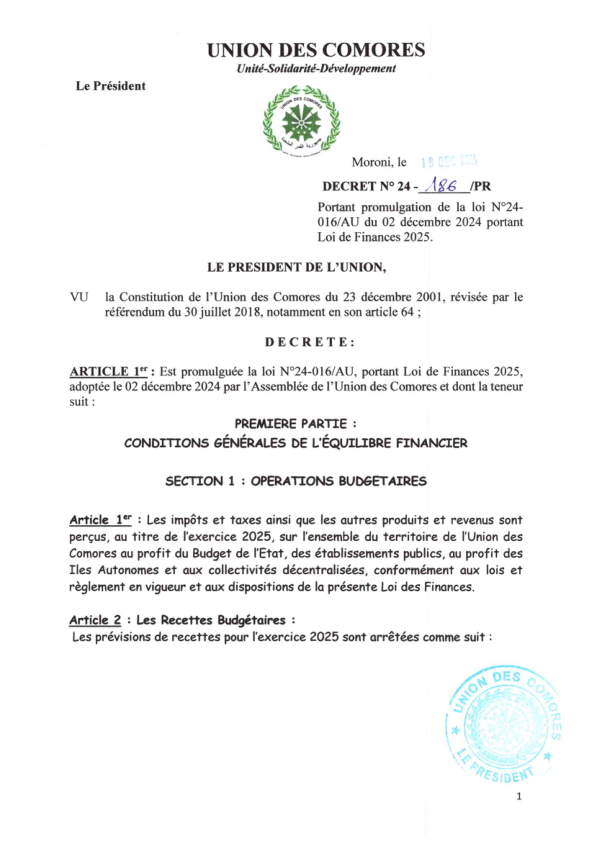 UNION DES COMORES
Unité-Solidarité-Développement
Le Président
UNION DES COMORES
Moroni, le 18 DEC
DECRET N° 24 - 186 /PR
Portant promulgation de la loi N°24-
016/AU du 02 décembre 2024 portant
Loi de Finances 2025.
LE PRESIDENT DE L'UNION,
VU la Constitution de l'Union des Comores du 23 décembre 2001, révisée par le
référendum du 30 juillet 2018, notamment en son article 64 ;
D E C R E T E :
ARTICLE 1er : Est promulguée la loi N°24-016/AU, portant Loi de Finances 2025,
adoptée le 02 décembre 2024 par l'Assemblée de l'Union des Comores et dont la teneur
suit :
PREMIERE PARTIE :
CONDITIONS GÉNÉRALES DE L'ÉQUILIBRE FINANCIER
SECTION 1 : OPERATIONS BUDGETAIRES
Article 1er : Les impôts et taxes ainsi que les autres produits et revenus sont
perçus, au titre de l'exercice 2025, sur l'ensemble du territoire de l'Union des
Comores au profit du Budget de l'Etat, des établissements publics, au profit des
Iles Autonomes et aux collectivités décentralisées, conformément aux lois et
règlement en vigueur et aux dispositions de la présente Loi des Finances.
Article 2 : Les Recettes Budgétaires :
Les prévisions de recettes pour l'exercice 2025 sont arrêtées comme suit :
UNION DES COMORES
LE PRESIDENT
1